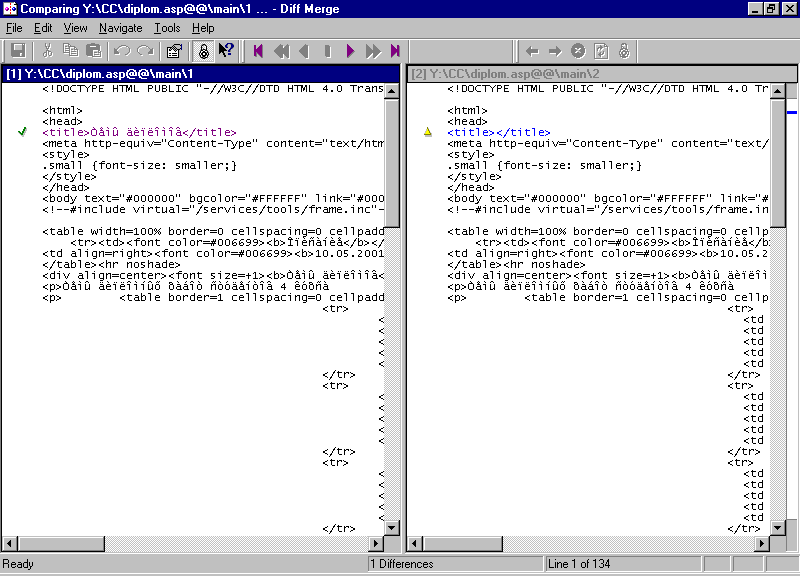 Comparing Y:\CC\diplom.asp@@\main\1 ... - Diff Merge
File Edit View Navigate Tools Help
[1] Y:\CC\diplom.asp@@\main\1
<!DOCTYPE HTML PUBLIC "-//W3C//DTD HTML 4.0 Trans
<html>
<head>
<title>Òåìû äèïëîìîâ</title>
<meta http-equiv="Content-Type" content="text/htm
<style>
.small {font-size: smaller;}
</style>
</head>
<body text="#000000" bgcolor="#FFFFFF" link="#000
<!--#include virtual="/services/tools/frame.inc"-
<table width=100% border=0 cellspacing=0 cellpadd
<tr><td><font color=#006699><b>Îïèñàíèå</b></
<td align=right><font color=#006699><b>10.05.2001
</table><hr noshade>
<div align=center><font size=+1><b>Òåìû äèïëîìîâ<
<p>Òåìû äèïëîìíûõ ðàáîò ñòóäåíòîâ 4 êóðñà
<p> <table border=1 cellspacing=0 cellpadd
<tr>
<
<
<
<
<
</tr>
<tr>
<
<
<
<
<
</tr>
<tr>
<
<
<
<
<
</tr>
[2] Y:\CC\diplom.asp@@\main\2
<!DOCTYPE HTML PUBLIC "-//W3C//DTD HTML 4.0 Tr
<html>
<head>
<title></title>
<meta http-equiv="Content-Type" content="text/
<style>
.small {font-size: smaller;}
</style>
</head>
<body text="#000000" bgcolor="#FFFFFF" link="#
<!--#include virtual="/services/tools/frame.in
<table width=100% border=0 cellspacing=0 cellp
<tr><td><font color=#006699><b>Îïèñàíèå</b
<td align=right><font color=#006699><b>10.05.2
</table><hr noshade>
<div align=center><font size=+1><b>Òåìû äèïëîì
<p>Òåìû äèïëîìíûõ ðàáîò ñòóäåíòîâ 4 êóðñà
<p> <table border=1 cellspacing=0 cellp
<tr>
<td
<td
<td
<td
<td
</tr>
<tr>
<td
<td
<td
<td
<td
</tr>
<tr>
<td
<td
<td
<td
<td
</tr>
Ready 1 Differences Line 1 of 134